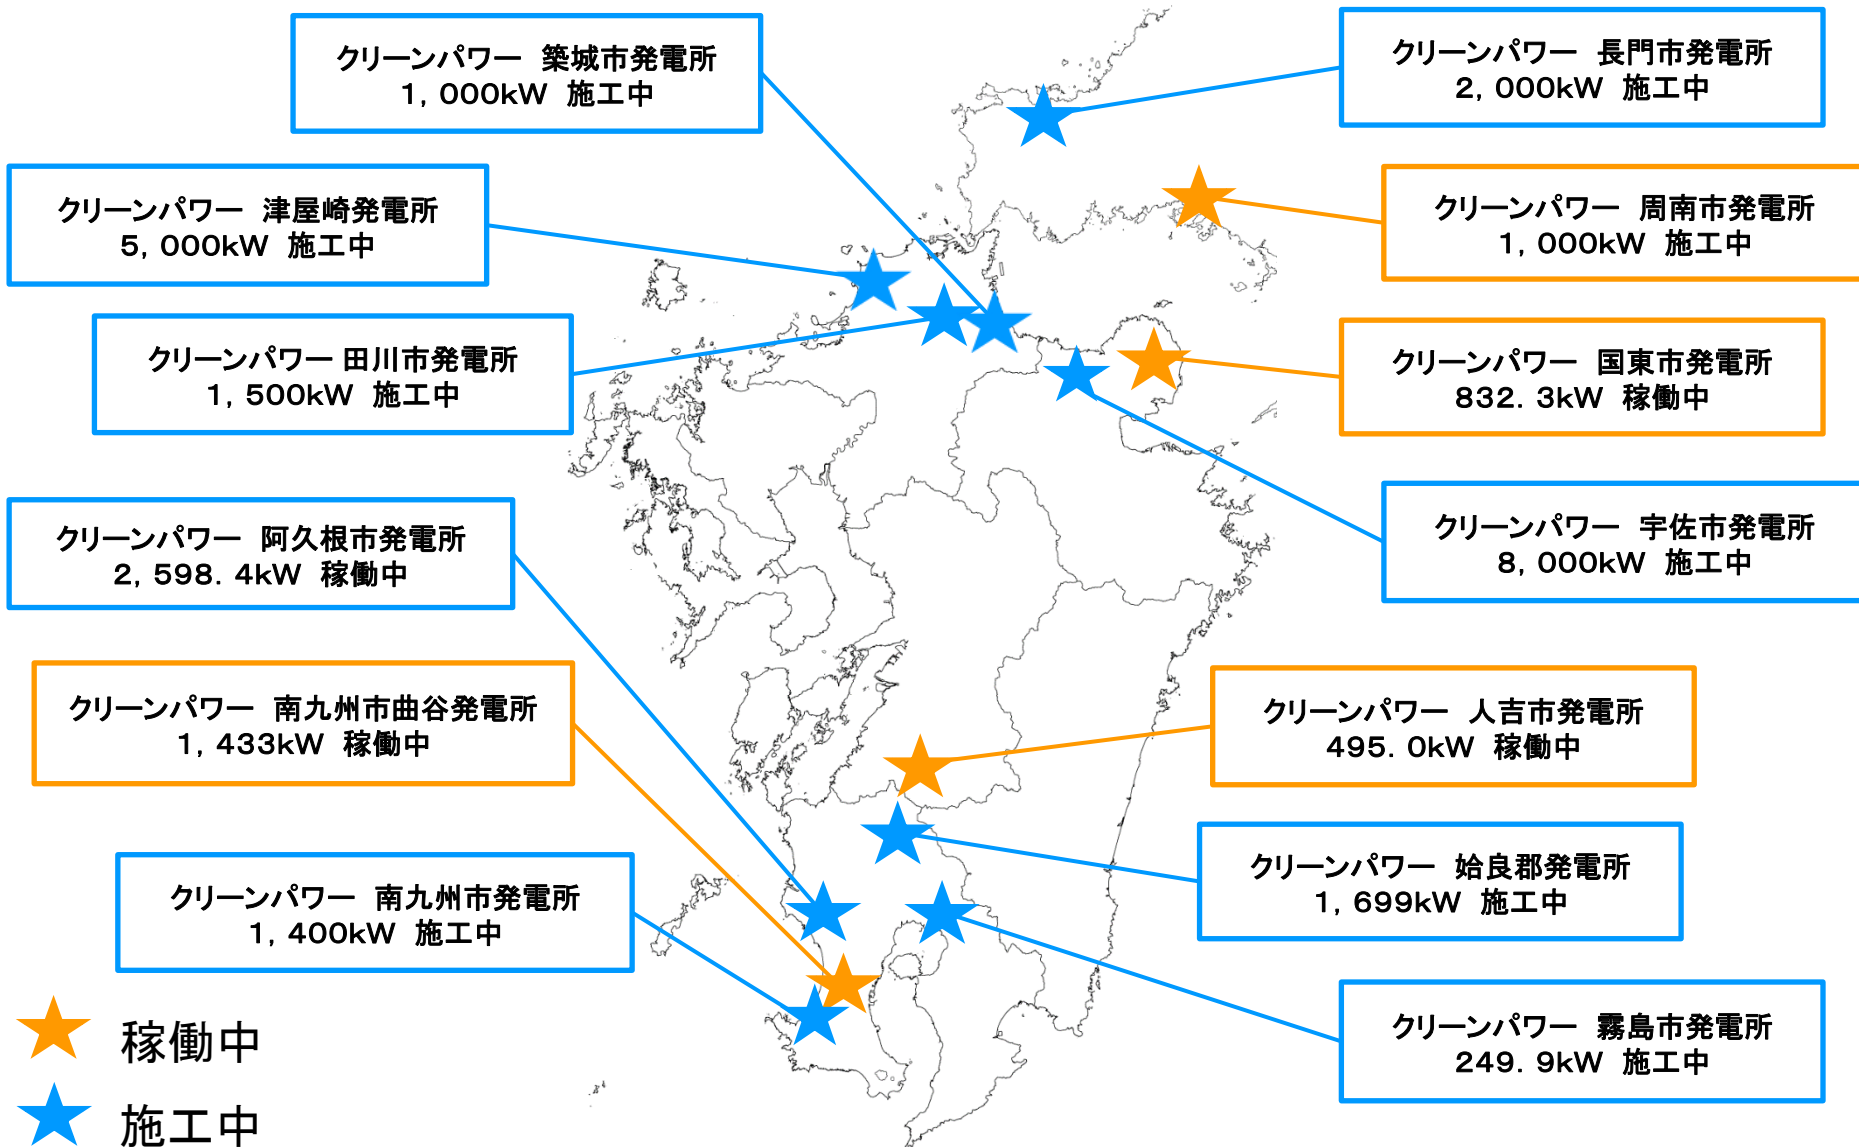 クリーンパワー 築城市発電所
1,000kW 施工中
クリーンパワー 長門市発電所
2,000kW 施工中
クリーンパワー 津屋崎発電所
5,000kW 施工中
クリーンパワー 周南市発電所
1,000kW 施工中
クリーンパワー 田川市発電所
1,500kW 施工中
クリーンパワー 国東市発電所
832.3kW 稼働中
クリーンパワー 阿久根市発電所
2,598.4kW 稼働中
クリーンパワー 宇佐市発電所
8,000kW 施工中
クリーンパワー 南九州市曲谷発電所
1,433kW 稼働中
クリーンパワー 人吉市発電所
495.0kW 稼働中
クリーンパワー 南九州市発電所
1,400kW 施工中
クリーンパワー 姶良郡発電所
1,699kW 施工中
クリーンパワー 霧島市発電所
249.9kW 施工中
稼働中
施工中